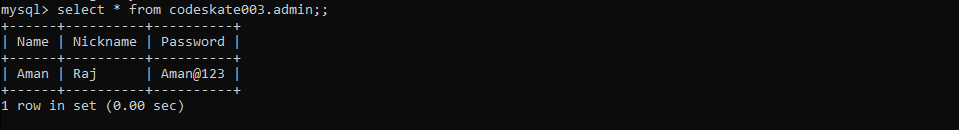 mysql> select * from codeskate003.admin;;
+------+----------+----------+
| Name | Nickname | Password |
+------+----------+----------+
| Aman | Raj      | Aman@123 |
+------+----------+----------+
1 row in set (0.00 sec)